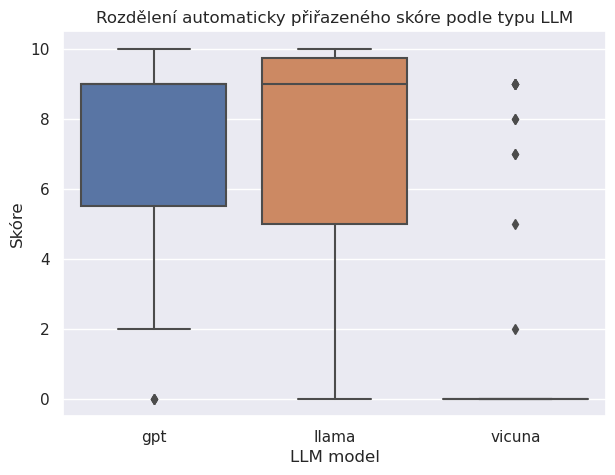 Rozdělení automaticky přiřazeného skóre podle typu LLM
10
8
6
4
2
0
Skóre
gpt
llama
vicuna
LLM model